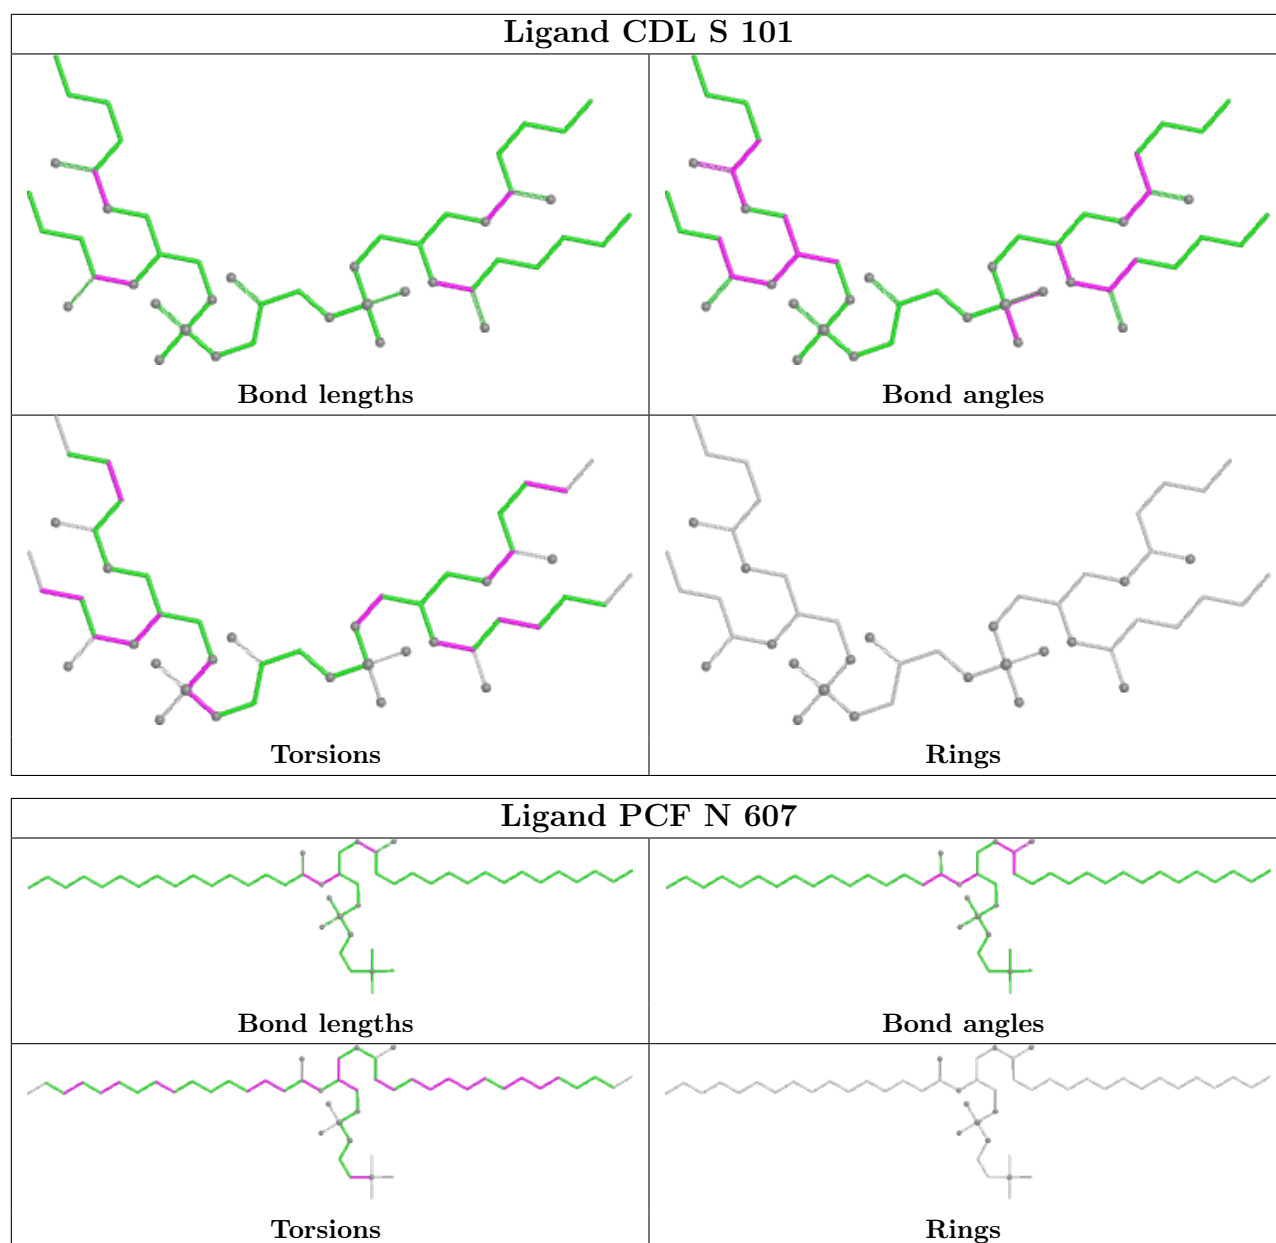 Ligand CDL S 101
Bond lengths
Bond angles
Torsions
Rings
Ligand PCF N 607
Bond lengths
Bond angles
Torsions
Rings